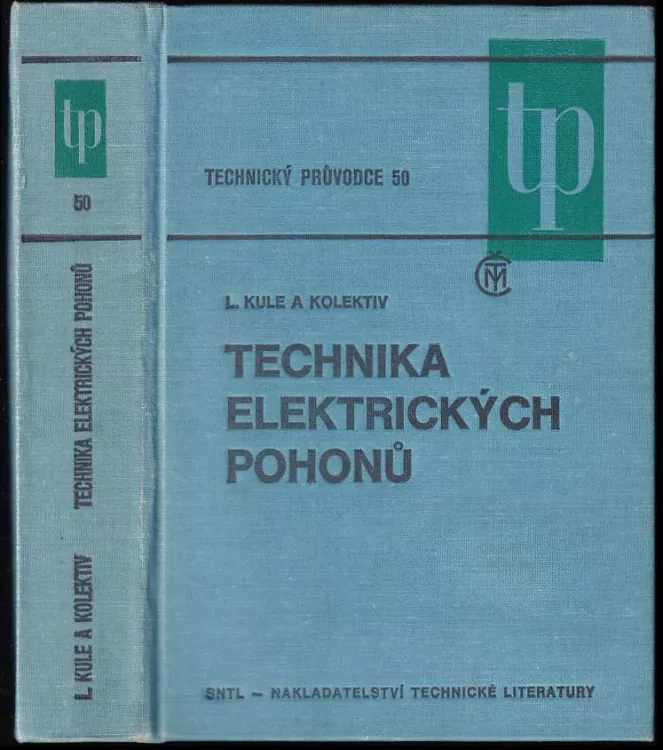 tp
50
L. KULE A KOLEKTIV TECHNIKA ELEKTRICKÝCH POHONŮ
tp
TECHNICKÝ PRŮVODCE 50
ČMT
L. KULE A KOLEKTIV
TECHNIKA
ELEKTRICKÝCH
POHONŮ
SNTL – NAKLADATELSTVÍ TECHNICKÉ LITERATURY